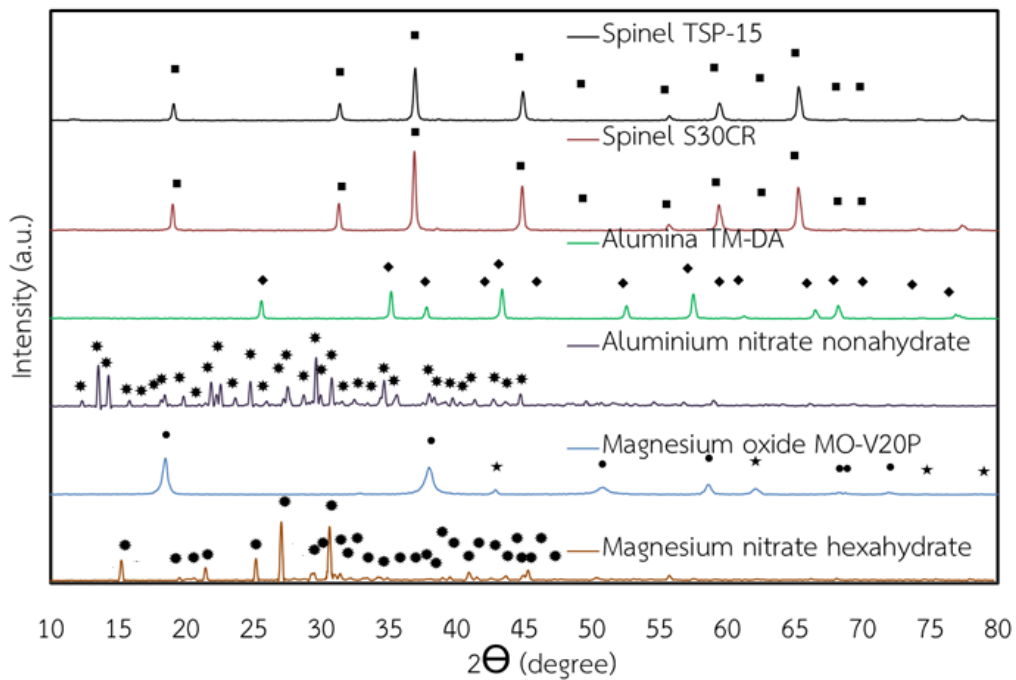 Spinel TSP-15
Spinel S30CR
Alumina TM-DA
Aluminium nitrate nonahydrate
Magnesium oxide MO-V20P
Magnesium nitrate hexahydrate
Intensity (a.u.)
10 15 20 25 30 35 40 45 50 55 60 65 70 75 80
2Θ (degree)